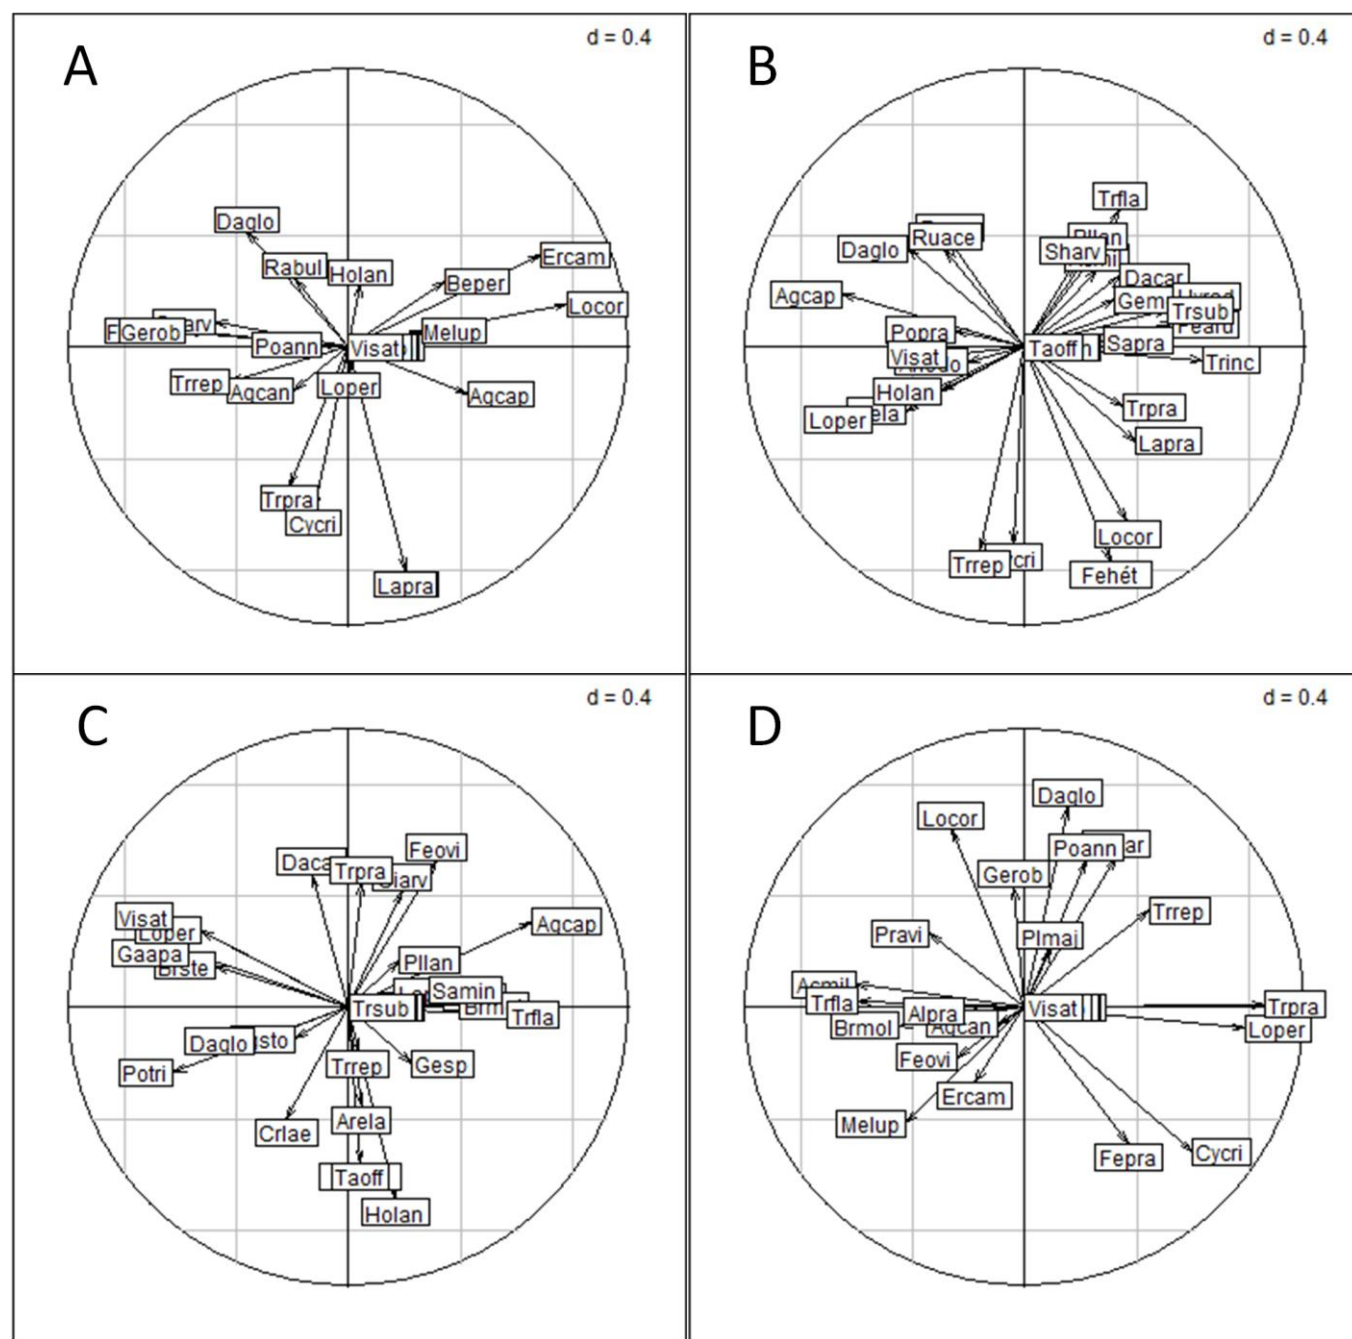 A
d = 0.4
Daglo
Rabul
Holan
Ercam
Beper
Locor
Gerob
Melup
Poann
Visat
Trrep
Agcan
Loper
Agcap
Trpra
Cycri
Lapra
B
d = 0.4
Trfla
Ruace
Sharv
Daglo
Dacar
Agcap
Trsub
Popra
Visat
Taoff
Sapra
Trinc
Holan
Loper
Trpra
Lapra
Locor
Trrep
Fehét
C
d = 0.4
Feovi
Trpra
Visat
Agcap
Gaapa
Pllan
Samin
Trsub
Trfla
Daglo
Trrep
Gesp
Potri
Crlae
Arela
Taoff
Holan
D
d = 0.4
Daglo
Locor
Poann
Gerob
Trrep
Pravi
Plmaj
Trfla
Alpra
Visat
Trpra
Brmol
Loper
Feovi
Ercam
Melup
Fepra
Cycri